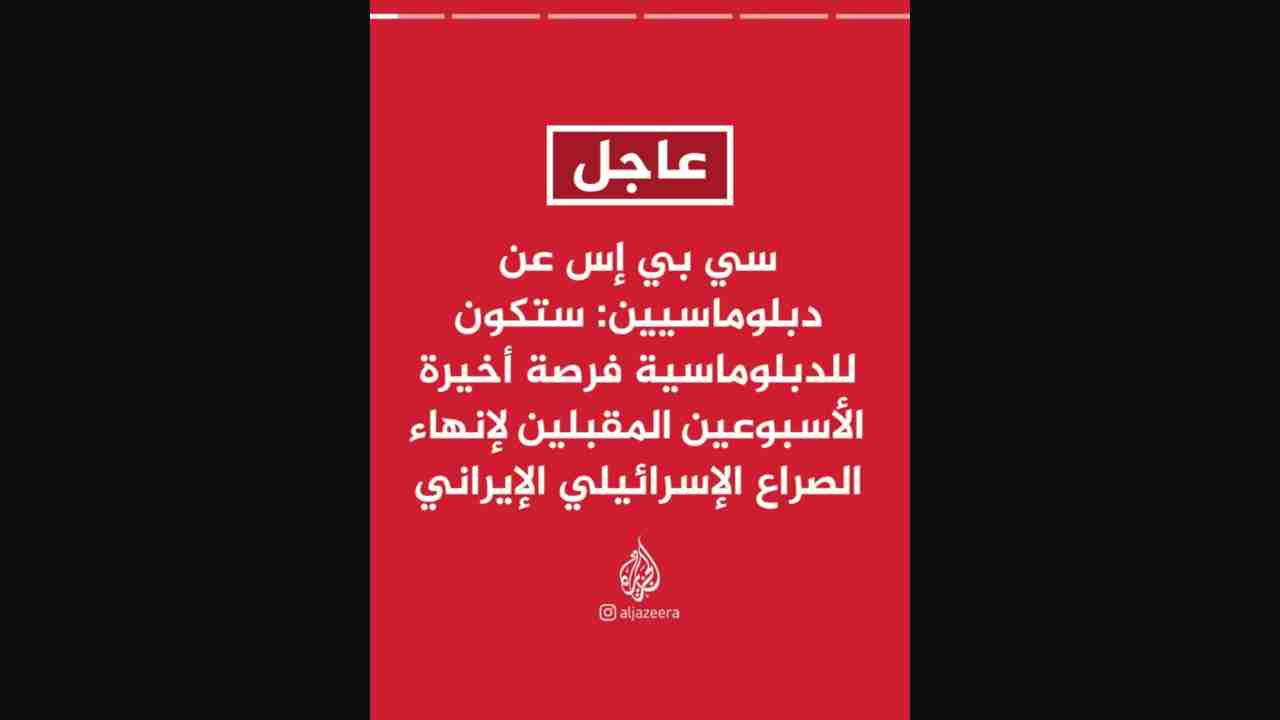 عاجل
سي بي إس عن
دبلوماسيين: ستكون
للدبلوماسية فرصة أخيرة
الأسبوعين المقبلين لإنهاء
الصراع الإسرائيلي الإيراني
الجزيرة
aljazeera